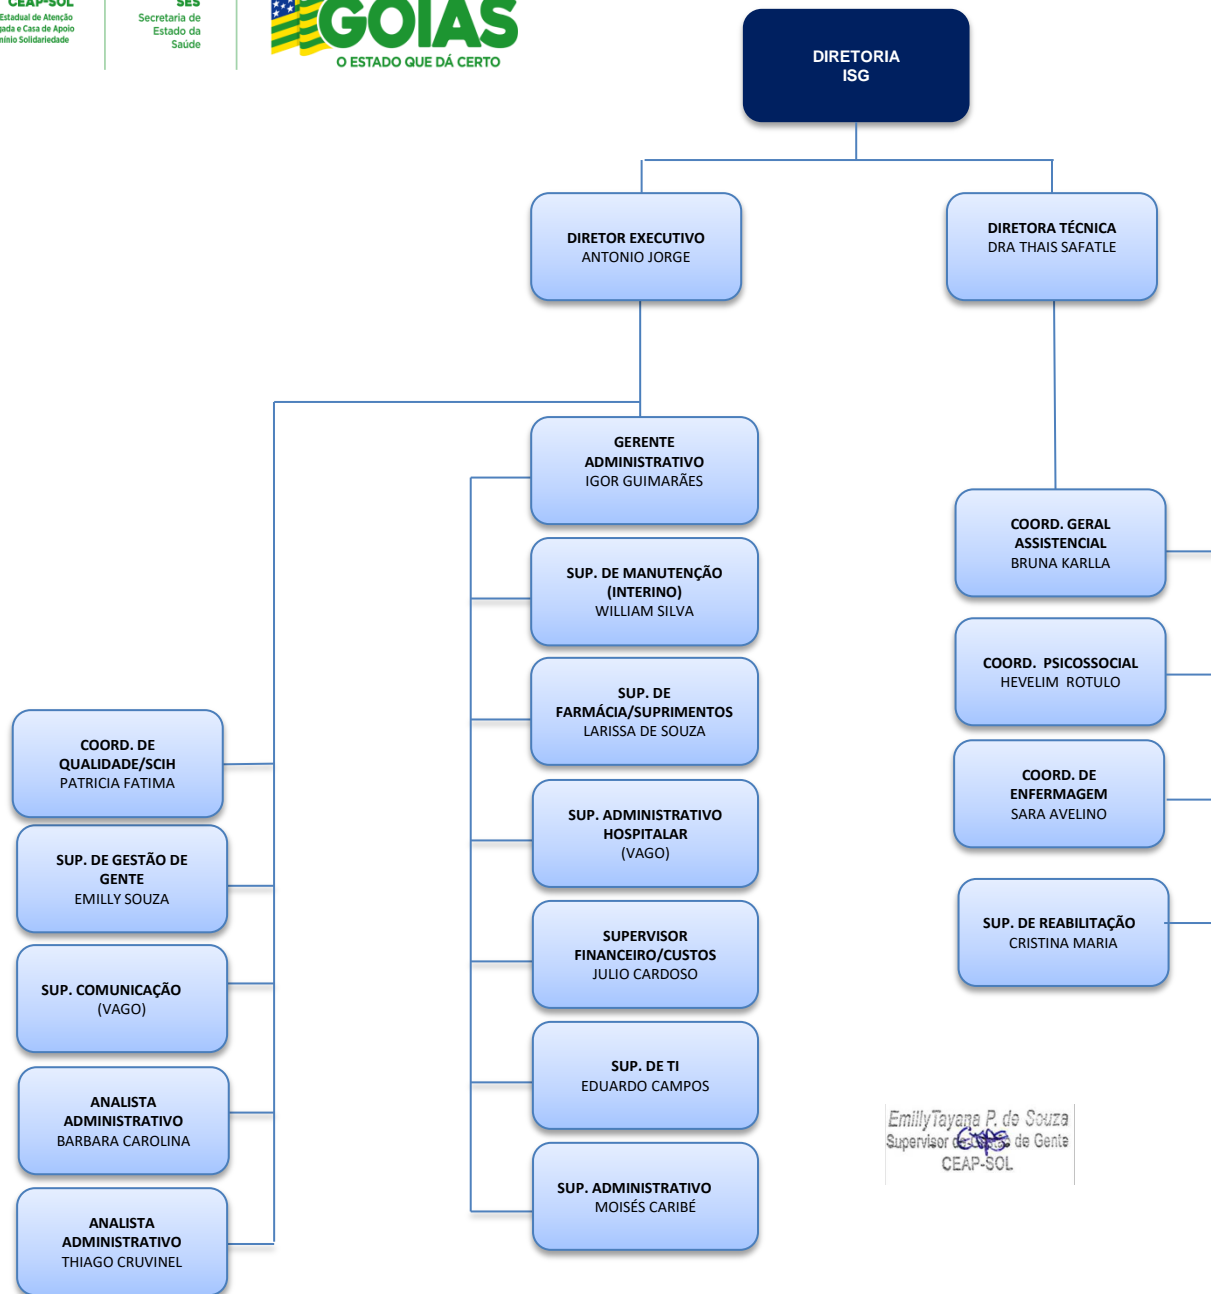 CEAP-SOL
Estadual de Atenção
gada e Casa de Apoio
mínio Solidariedade
SES
Secretaria de
Estado da
Saúde
GOIÁS
O ESTADO QUE DÁ CERTO
DIRETORIA
ISG
DIRETOR EXECUTIVO
ANTONIO JORGE
DIRETORA TÉCNICA
DRA THAIS SAFATLE
GERENTE
ADMINISTRATIVO
IGOR GUIMARÃES
SUP. DE MANUTENÇÃO
(INTERINO)
WILLIAM SILVA
SUP. DE
FARMÁCIA/SUPRIMENTOS
LARISSA DE SOUZA
SUP. ADMINISTRATIVO
HOSPITALAR
(VAGO)
SUPERVISOR
FINANCEIRO/CUSTOS
JULIO CARDOSO
SUP. DE TI
EDUARDO CAMPOS
SUP. ADMINISTRATIVO
MOISÉS CARIBÉ
COORD. DE
QUALIDADE/SCIH
PATRICIA FATIMA
SUP. DE GESTÃO DE
GENTE
EMILLY SOUZA
SUP. COMUNICAÇÃO
(VAGO)
ANALISTA
ADMINISTRATIVO
BARBARA CAROLINA
ANALISTA
ADMINISTRATIVO
THIAGO CRUVINEL
COORD. GERAL
ASSISTENCIAL
BRUNA KARLLA
COORD. PSICOSSOCIAL
HEVELIM ROTULO
COORD. DE
ENFERMAGEM
SARA AVELINO
SUP. DE REABILITAÇÃO
CRISTINA MARIA
Emilly Tayana P. de Souza
Supervisor de Gente
CEAP-SOL